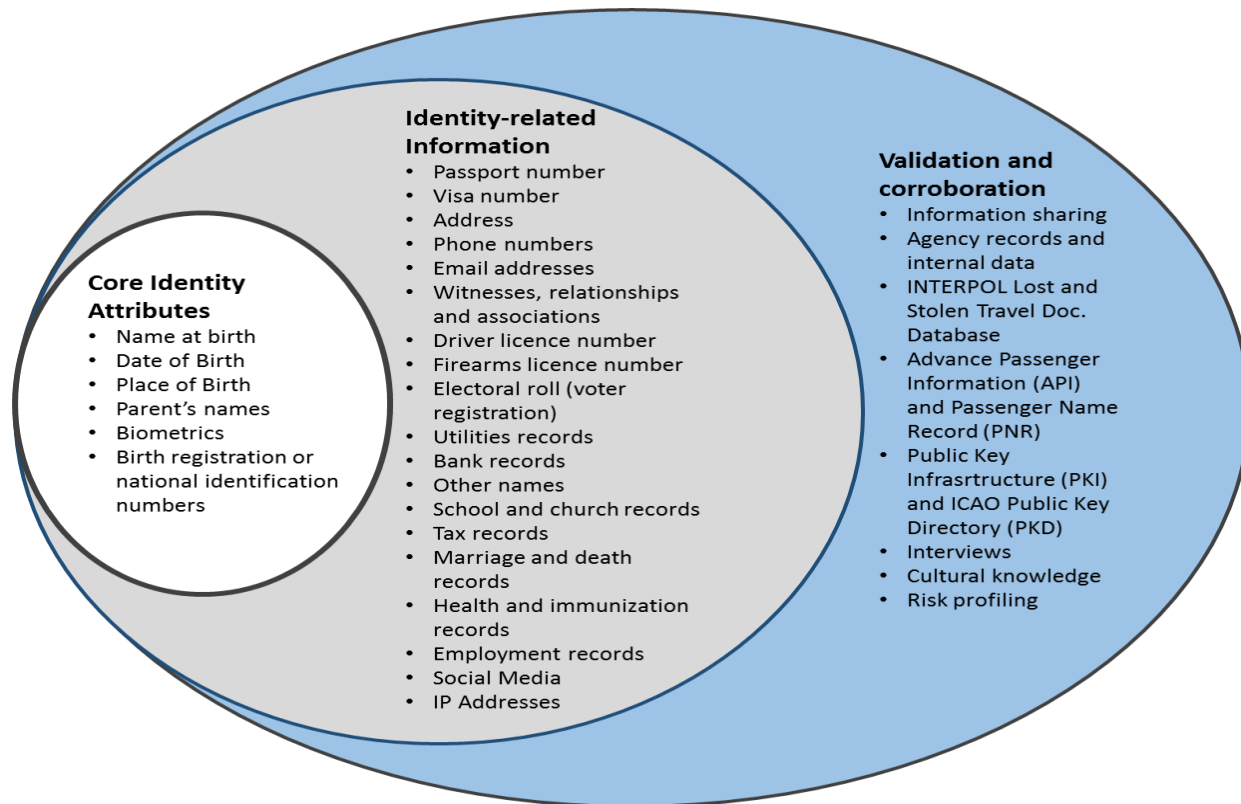 Core Identity
Attributes
• Name at birth
• Date of Birth
• Place of Birth
• Parent’s names
• Biometrics
• Birth registration or
national identification
numbers
Identity-related
Information
• Passport number
• Visa number
• Address
• Phone numbers
• Email addresses
• Witnesses, relationships
and associations
• Driver licence number
• Firearms licence number
• Electoral roll (voter
registration)
• Utilities records
• Bank records
• Other names
• School and church records
• Tax records
• Marriage and death
records
• Health and immunization
records
• Employment records
• Social Media
• IP Addresses
Validation and
corroboration
• Information sharing
• Agency records and
internal data
• INTERPOL Lost and
Stolen Travel Doc.
Database
• Advance Passenger
Information (API)
and Passenger Name
Record (PNR)
• Public Key
Infrasrtructure (PKI)
and ICAO Public Key
Directory (PKD)
• Interviews
• Cultural knowledge
• Risk profiling